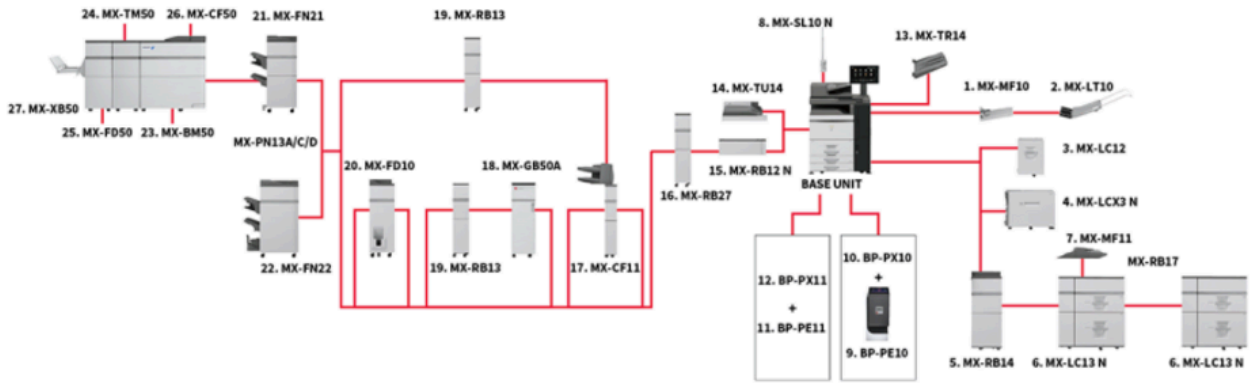 24. MX-TM50
26. MX-CF50
21. MX-FN21
19. MX-RB13
8. MX-SL10 N
13. MX-TR14
14. MX-TU14
1. MX-MF10
2. MX-LT10
27. MX-XB50
25. MX-FD50
23. MX-BM50
MX-PN13A/C/D
3. MX-LC12
20. MX-FD10
18. MX-GB50A
15. MX-RB12 N
16. MX-RB27
BASE UNIT
4. MX-LCX3 N
22. MX-FN22
19. MX-RB13
17. MX-CF11
7. MX-MF11
MX-RB17
12. BP-PX11
+
11. BP-PE11
10. BP-PX10
+
9. BP-PE10
5. MX-RB14
6. MX-LC13 N
6. MX-LC13 N